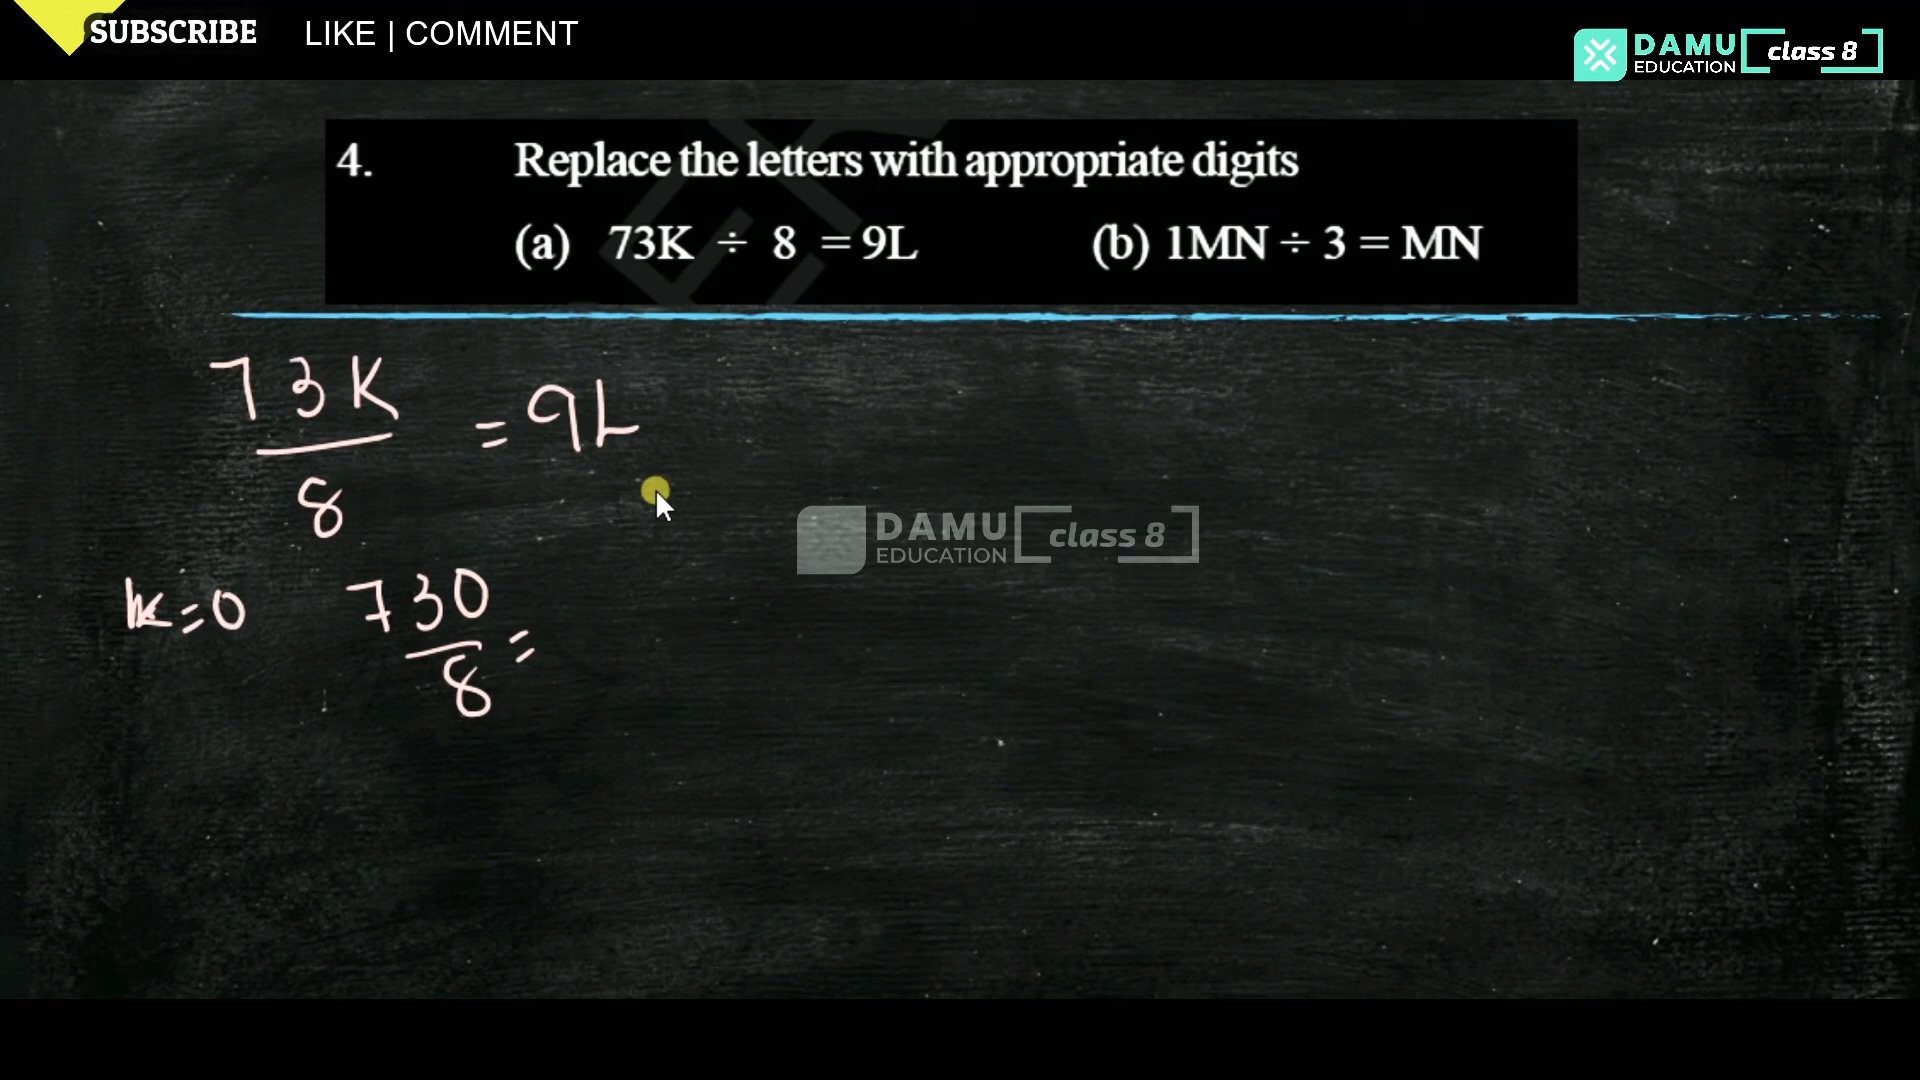 SUBSCRIBE LIKE | COMMENT
DAMU EDUCATION class 8
4. Replace the letters with appropriate digits
(a) 73K ÷ 8 = 9L (b) 1MN ÷ 3 = MN
73K
= 9L
8
DAMU EDUCATION class 8
K=0 730
=
8